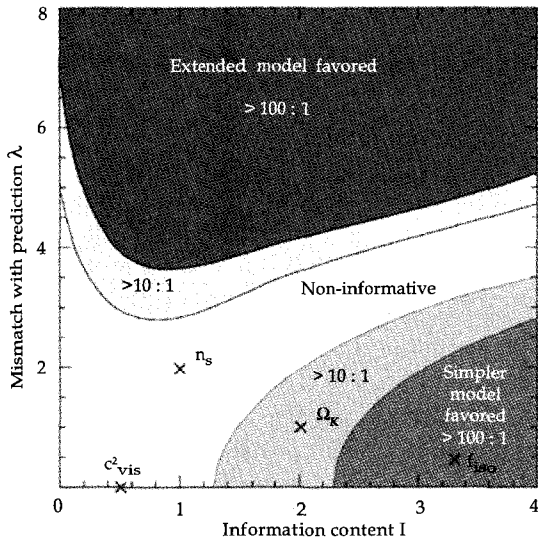 8
6
4
2
0
Mismatch with prediction λ
Extended model favored
> 100 : 1
>10 : 1
Non-informative
n_s
> 10 : 1
Ω_K
Simpler
model
favored
> 100 : 1
f_iso
c²_vis
0 1 2 3 4
Information content I